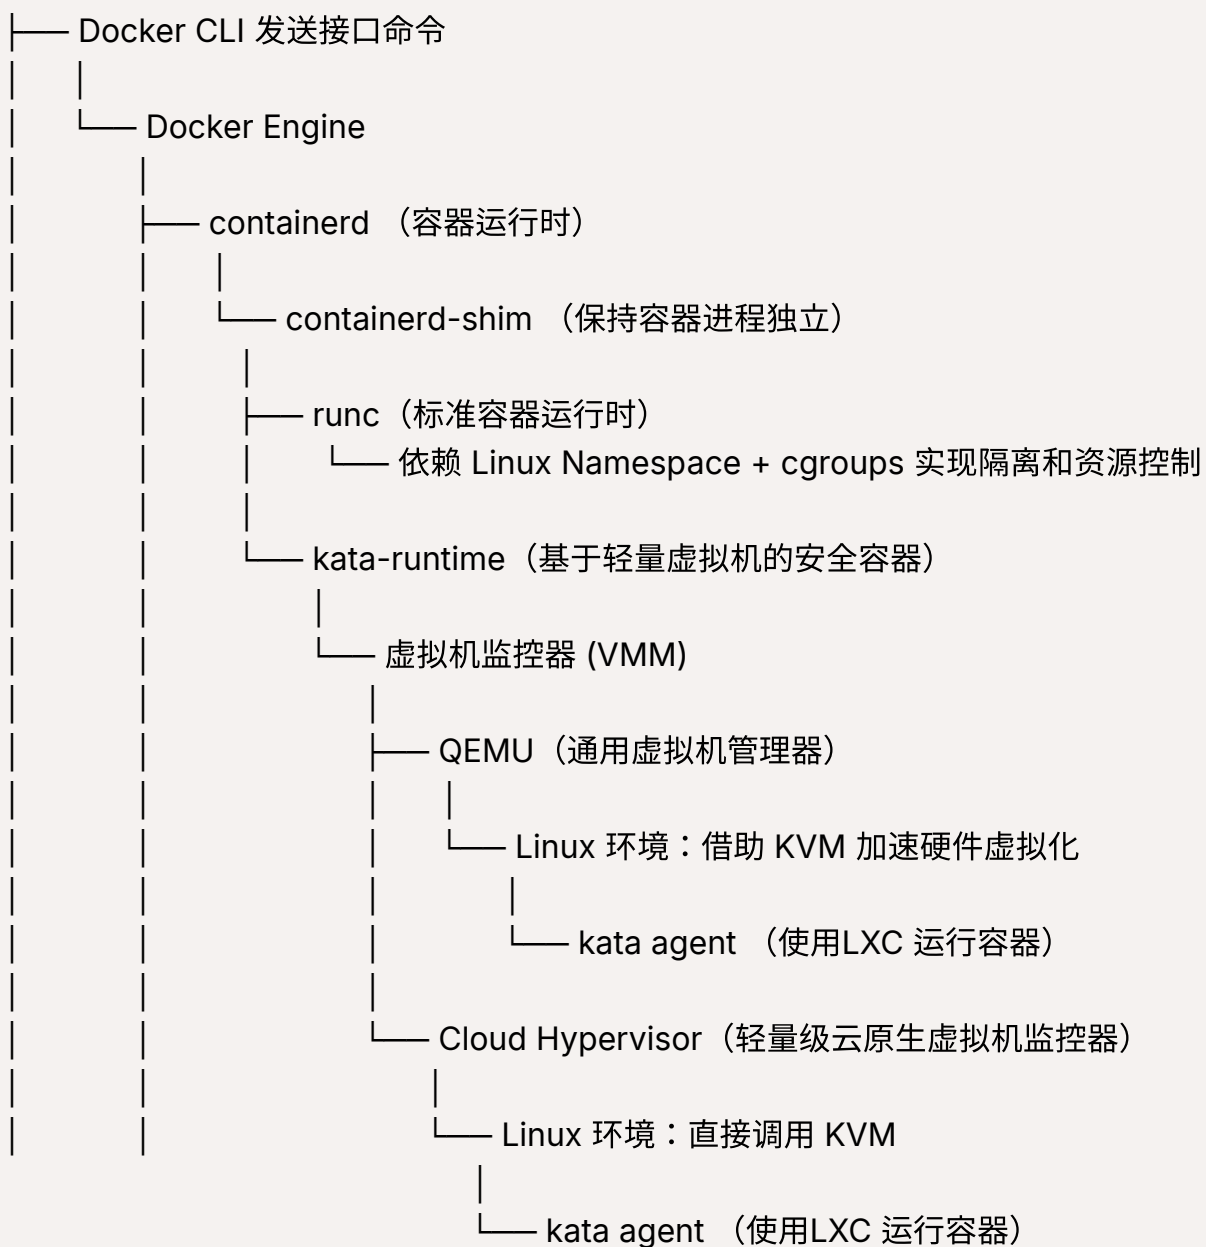 ├── Docker CLI 发送接口命令
│ │
│ └── Docker Engine
│ │
│ ├── containerd （容器运行时）
│ │ │
│ │ └── containerd-shim （保持容器进程独立）
│ │ │
│ │ ├── runc（标准容器运行时）
│ │ │ └── 依赖 Linux Namespace + cgroups 实现隔离和资源控制
│ │ │
│ │ └── kata-runtime（基于轻量虚拟机的安全容器）
│ │ │
│ │ └── 虚拟机监控器 (VMM)
│ │ │
│ │ ├── QEMU（通用虚拟机管理器）
│ │ │ │
│ │ │ └── Linux 环境：借助 KVM 加速硬件虚拟化
│ │ │ │
│ │ │ └── kata agent （使用LXC 运行容器）
│ │ │
│ │ └── Cloud Hypervisor（轻量级云原生虚拟机监控器）
│ │ │
│ │ └── Linux 环境：直接调用 KVM
│
└── kata agent （使用LXC 运行容器）